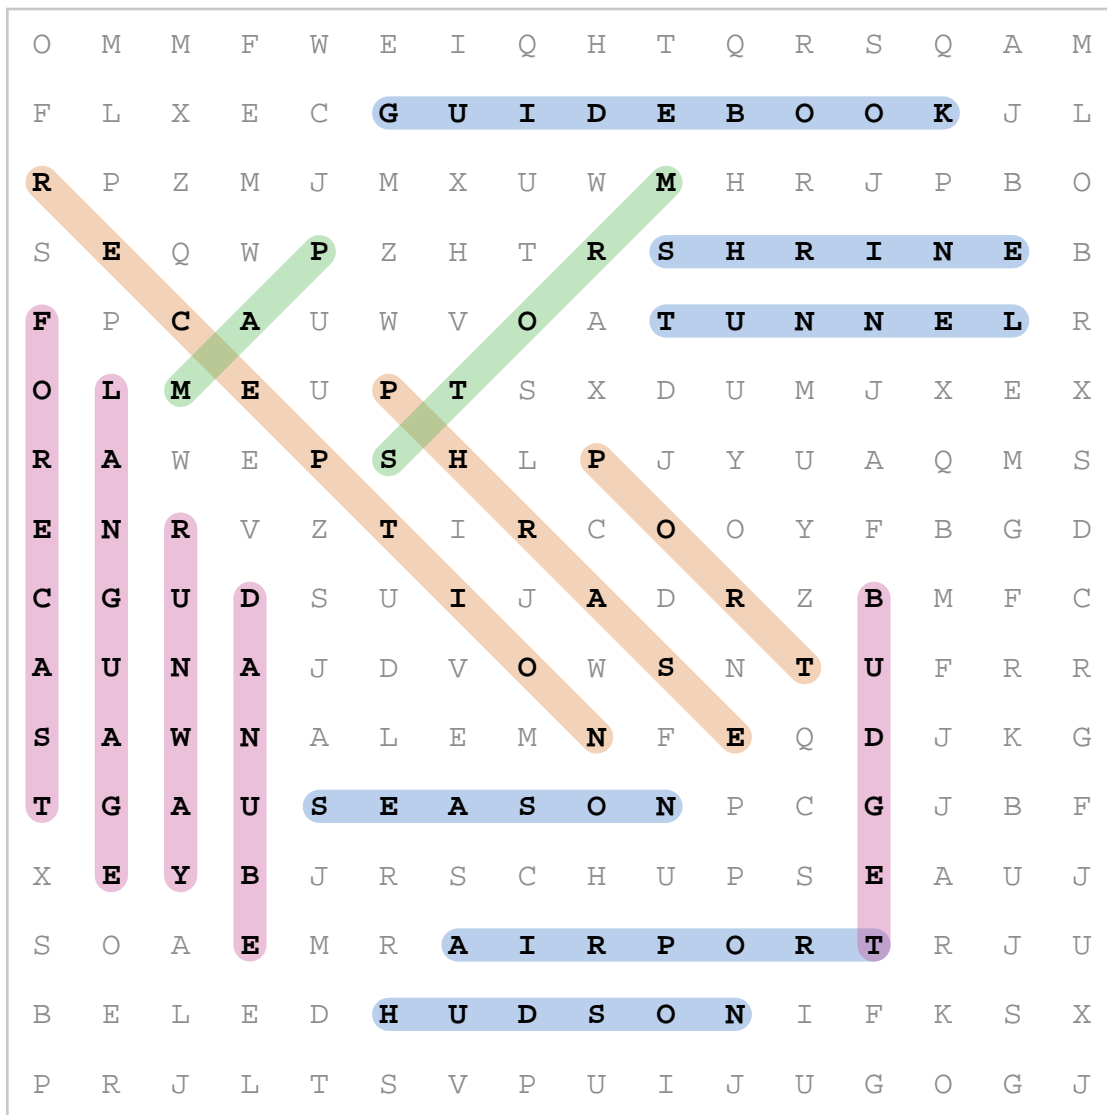 O M M F W E I Q H T Q R S Q A M
F L X E C G U I D E B O O K J L
R P Z M J M X U W M H R J P B O
S E Q W P Z H T R S H R I N E B
F P C A U W V O A T U N N E L R
O L M E U P T S X D U M J X E X
R A W E P S H L P J Y U A Q M S
E N R V Z T I R C O O Y F B G D
C G U D S U I J A D R Z B M F C
A U N A J D V O W S N T U F R R
S A W N A L E M N F E Q D J K G
T G A U S E A S O N P C G J B F
X E Y B J R S C H U P S E A U J
S O A E M R A I R P O R T R J U
B E L E D H U D S O N I F K S X
P R J L T S V P U I J U G O G J